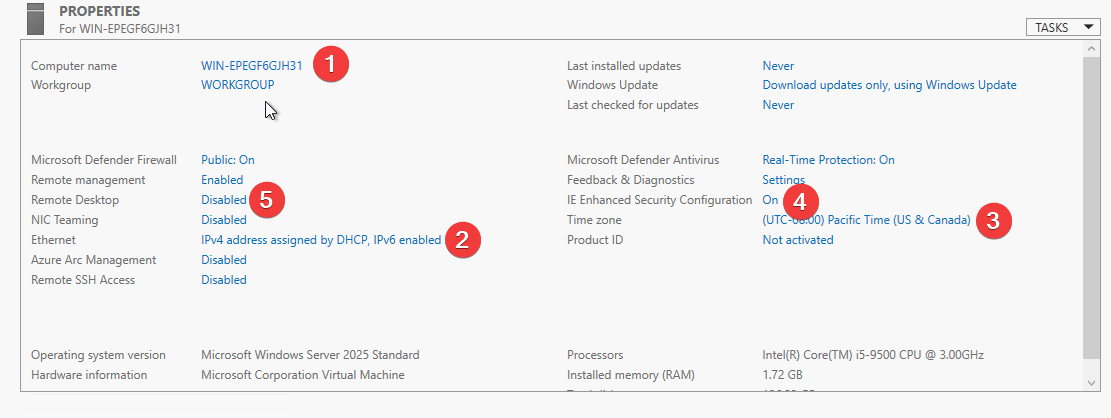 PROPERTIES
For WIN-EPEGF6GJH31
TASKS
Computer name WIN-EPEGF6GJH31 1
Workgroup WORKGROUP
Last installed updates Never
Windows Update Download updates only, using Windows Update
Last checked for updates Never
Microsoft Defender Firewall Public: On
Remote management Enabled
Remote Desktop Disabled 5
NIC Teaming Disabled
Ethernet IPv4 address assigned by DHCP, IPv6 enabled 2
Azure Arc Management Disabled
Remote SSH Access Disabled
Microsoft Defender Antivirus Real-Time Protection: On
Feedback & Diagnostics Settings
IE Enhanced Security Configuration On 4
Time zone (UTC-08:00) Pacific Time (US & Canada) 3
Product ID Not activated
Operating system version Microsoft Windows Server 2025 Standard
Hardware information Microsoft Corporation Virtual Machine
Processors Intel(R) Core(TM) i5-9500 CPU @ 3.00GHz
Installed memory (RAM) 1.72 GB